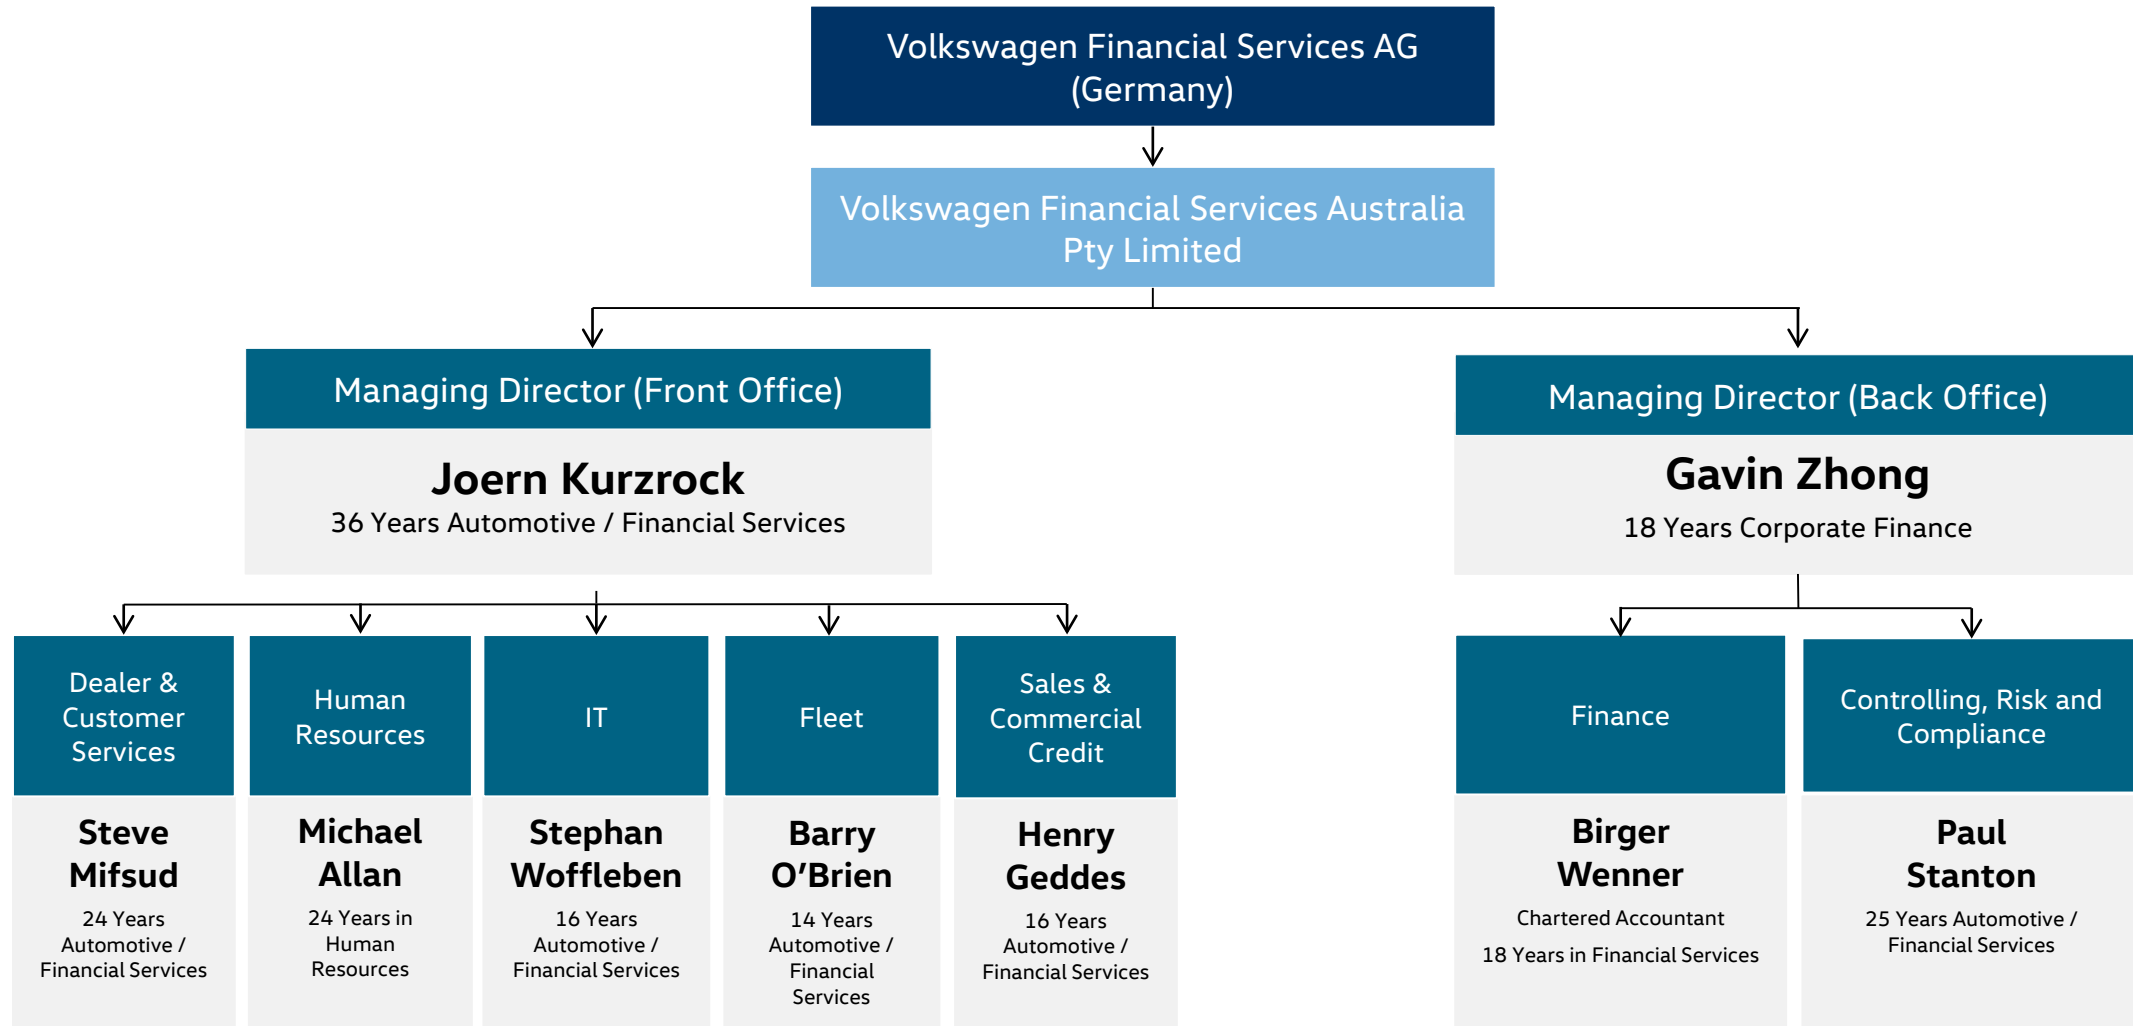 Volkswagen Financial Services AG
(Germany)
Volkswagen Financial Services Australia
Pty Limited
Managing Director (Front Office)
Joern Kurzrock
36 Years Automotive / Financial Services
Managing Director (Back Office)
Gavin Zhong
18 Years Corporate Finance
Dealer &
Customer
Services
Steve
Mifsud
24 Years
Automotive /
Financial Services
Human
Resources
Michael
Allan
24 Years in
Human
Resources
IT
Stephan
Woffleben
16 Years
Automotive /
Financial Services
Fleet
Barry
O’Brien
14 Years
Automotive /
Financial
Services
Sales &
Commercial
Credit
Henry
Geddes
16 Years
Automotive /
Financial Services
Finance
Birger
Wenner
Chartered Accountant
18 Years in Financial Services
Controlling, Risk and
Compliance
Paul
Stanton
25 Years Automotive /
Financial Services